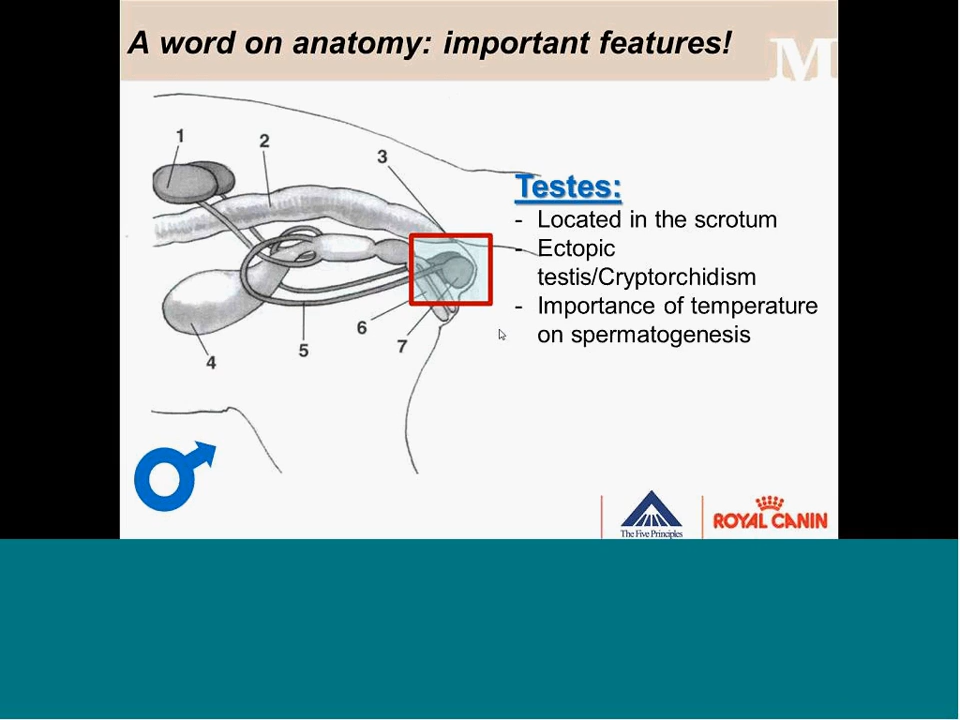 A word on anatomy: important features!
M
1
2
3
Testes:
- Located in the scrotum
- Ectopic
testis/Cryptorchidism
- Importance of temperature
on spermatogenesis
6
7
5
4
The Five Principles
ROYAL CANIN